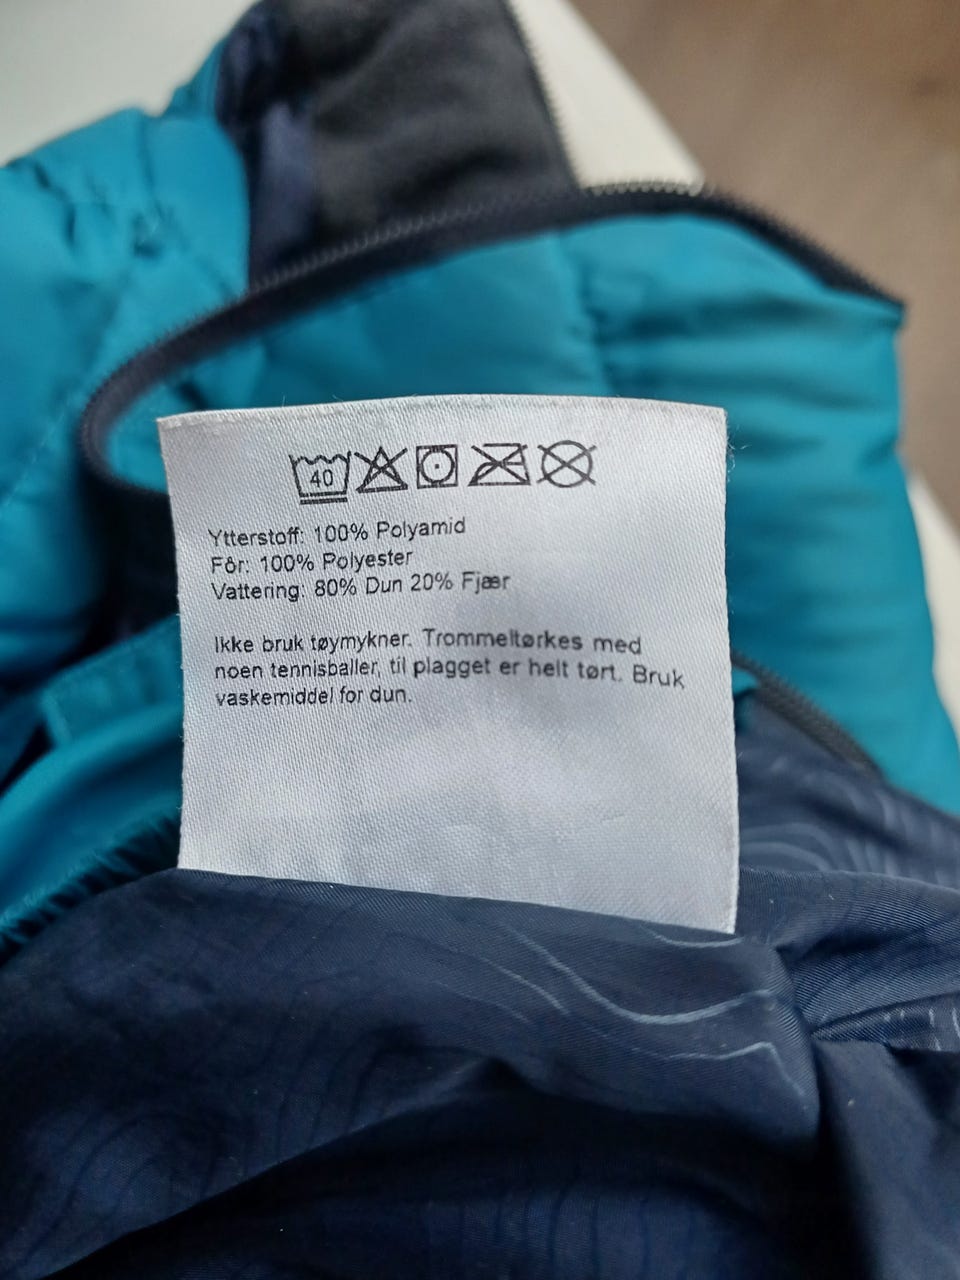 40
Ytterstoff: 100% Polyamid
Fôr: 100% Polyester
Vattering: 80% Dun 20% Fjær
Ikke bruk tøymykner. Trommeltørkes med
noen tennisballer, til plagget er helt tørt. Bruk
vaskemiddel for dun.